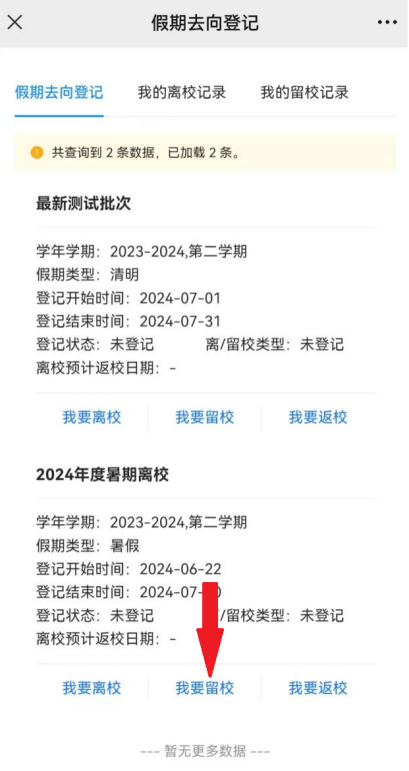 假期去向登记
假期去向登记 我的离校记录 我的留校记录
共查询到 2 条数据，已加载 2 条。
最新测试批次
学年学期：2023-2024,第二学期
假期类型：清明
登记开始时间：2024-07-01
登记结束时间：2024-07-31
登记状态：未登记 离/留校类型：未登记
离校预计返校日期：-
我要离校 我要留校 我要返校
2024年度暑期离校
学年学期：2023-2024,第二学期
假期类型：暑假
登记开始时间：2024-06-22
登记结束时间：2024-07-
登记状态：未登记 /留校类型：未登记
离校预计返校日期：-
我要离校 我要留校 我要返校
--- 暂无更多数据 ---